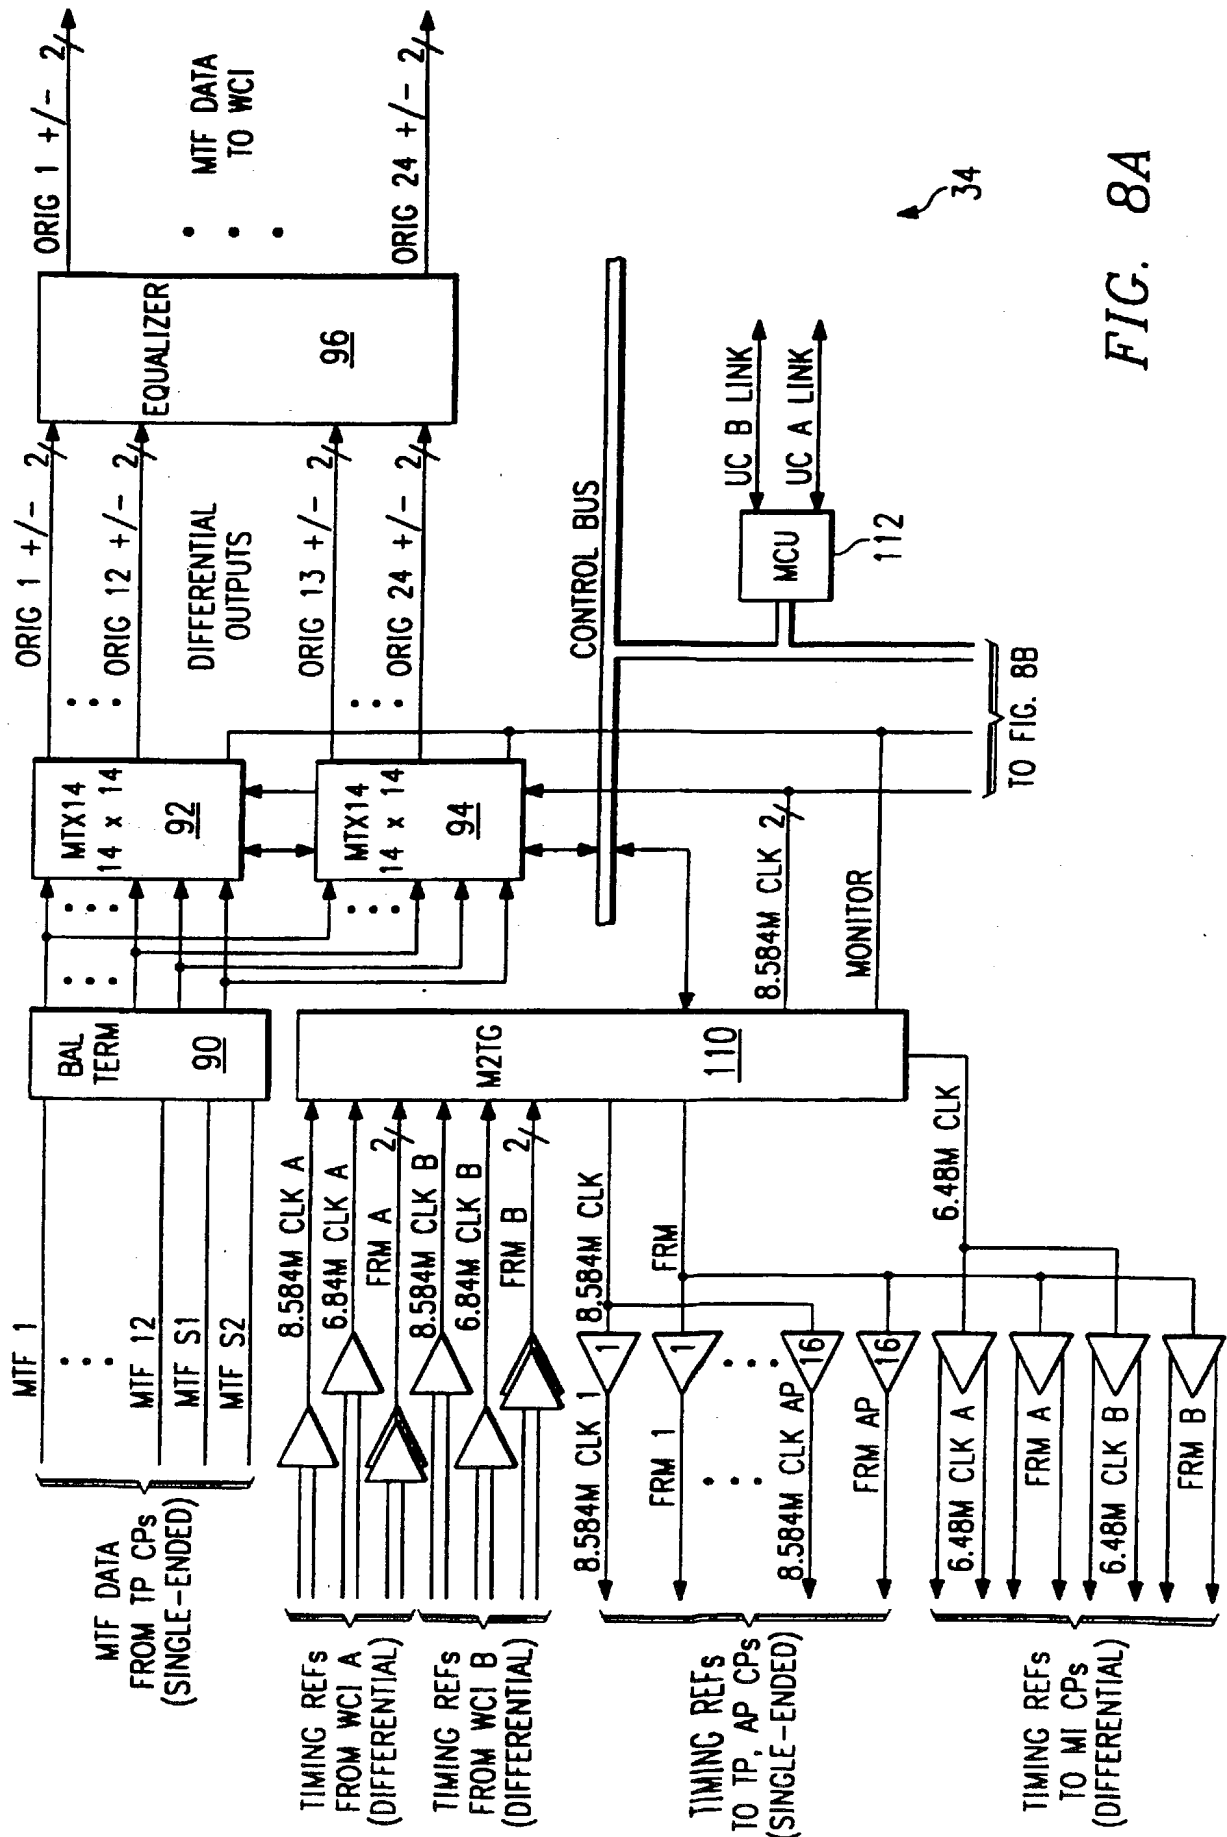 MTF DATA
FROM TP CPs
(SINGLE-ENDED)
MTF 1
MTF 12
MTF S1
MTF S2
BAL
TERM
90
MTX14
14 x 14
92
MTX14
14 x 14
94
ORIG 1 +/- 2
ORIG 12 +/- 2
DIFFERENTIAL
OUTPUTS
ORIG 13 +/- 2
ORIG 24 +/- 2
EQUALIZER
96
ORIG 1 +/- 2
MTF DATA
TO WCI
ORIG 24 +/- 2
TIMING REFs
FROM WCI A
(DIFFERENTIAL)
TIMING REFs
FROM WCI B
(DIFFERENTIAL)
8.584M CLK A
6.84M CLK A
FRM A 2
8.584M CLK B
6.84M CLK B
FRM B 2
M2TG
110
CONTROL BUS
8.584M CLK 2
MONITOR
MCU
112
UC B LINK
UC A LINK
TO FIG. 8B
34
TIMING REFs
TO TP, AP CPs
(SINGLE-ENDED)
8.584M CLK 1
1
8.584M CLK
FRM 1
1
FRM
8.584M CLK AP
16
FRM AP
16
TIMING REFs
TO MI CPs
(DIFFERENTIAL)
6.48M CLK A
6.48M CLK
FRM A
6.48M CLK B
FRM B
FIG. 8A